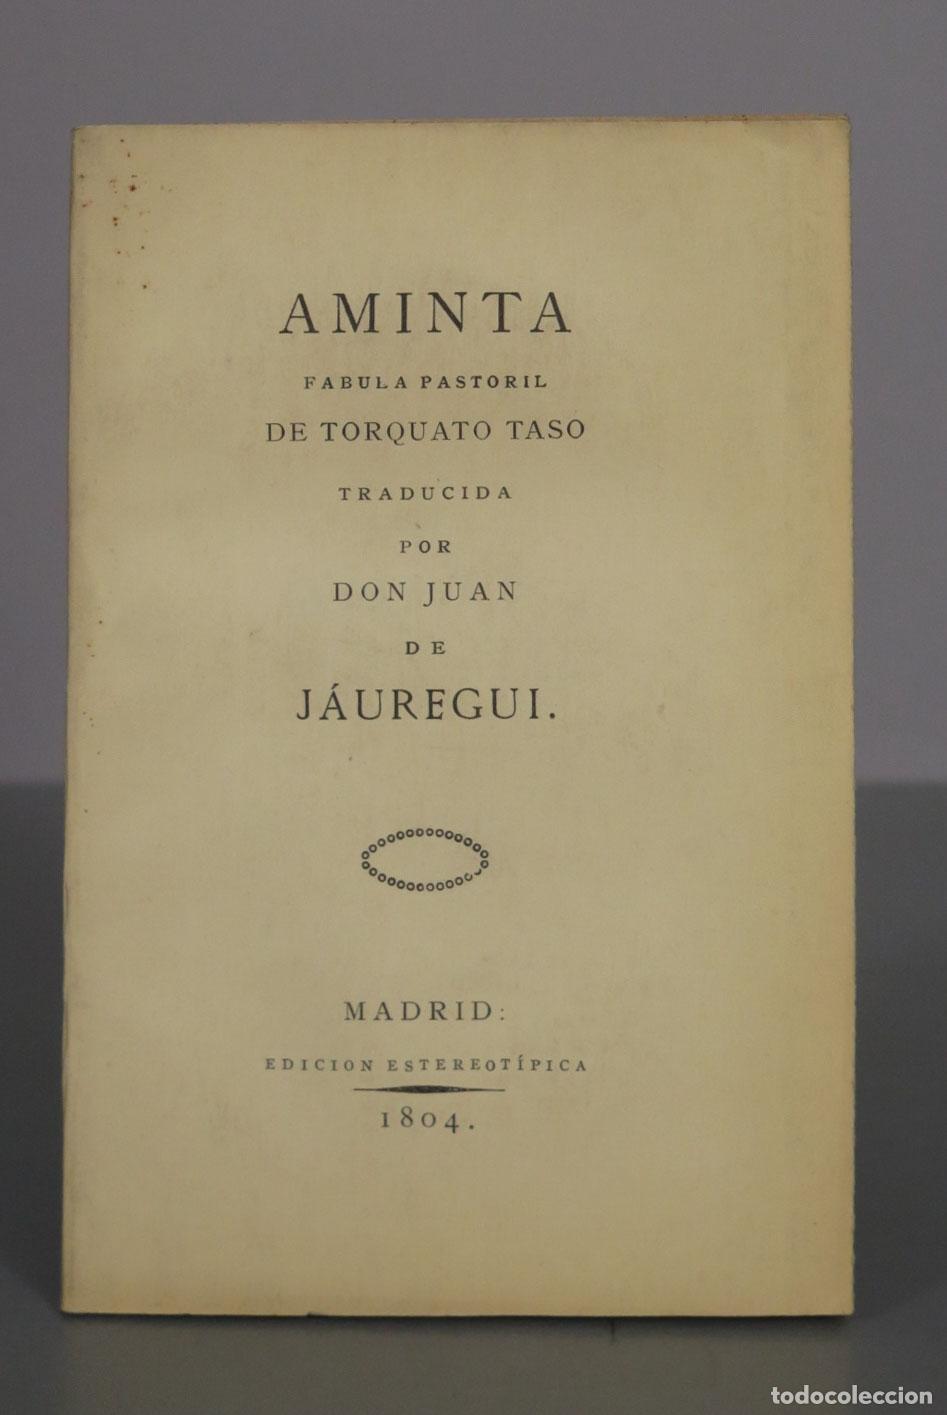 AMINTA
FABULA PASTORIL
DE TORQUATO TASO
TRADUCIDA
POR
DON JUAN
DE
JÁUREGUI.
MADRID:
EDICION ESTEREOTÍPICA
1804.
todocoleccion